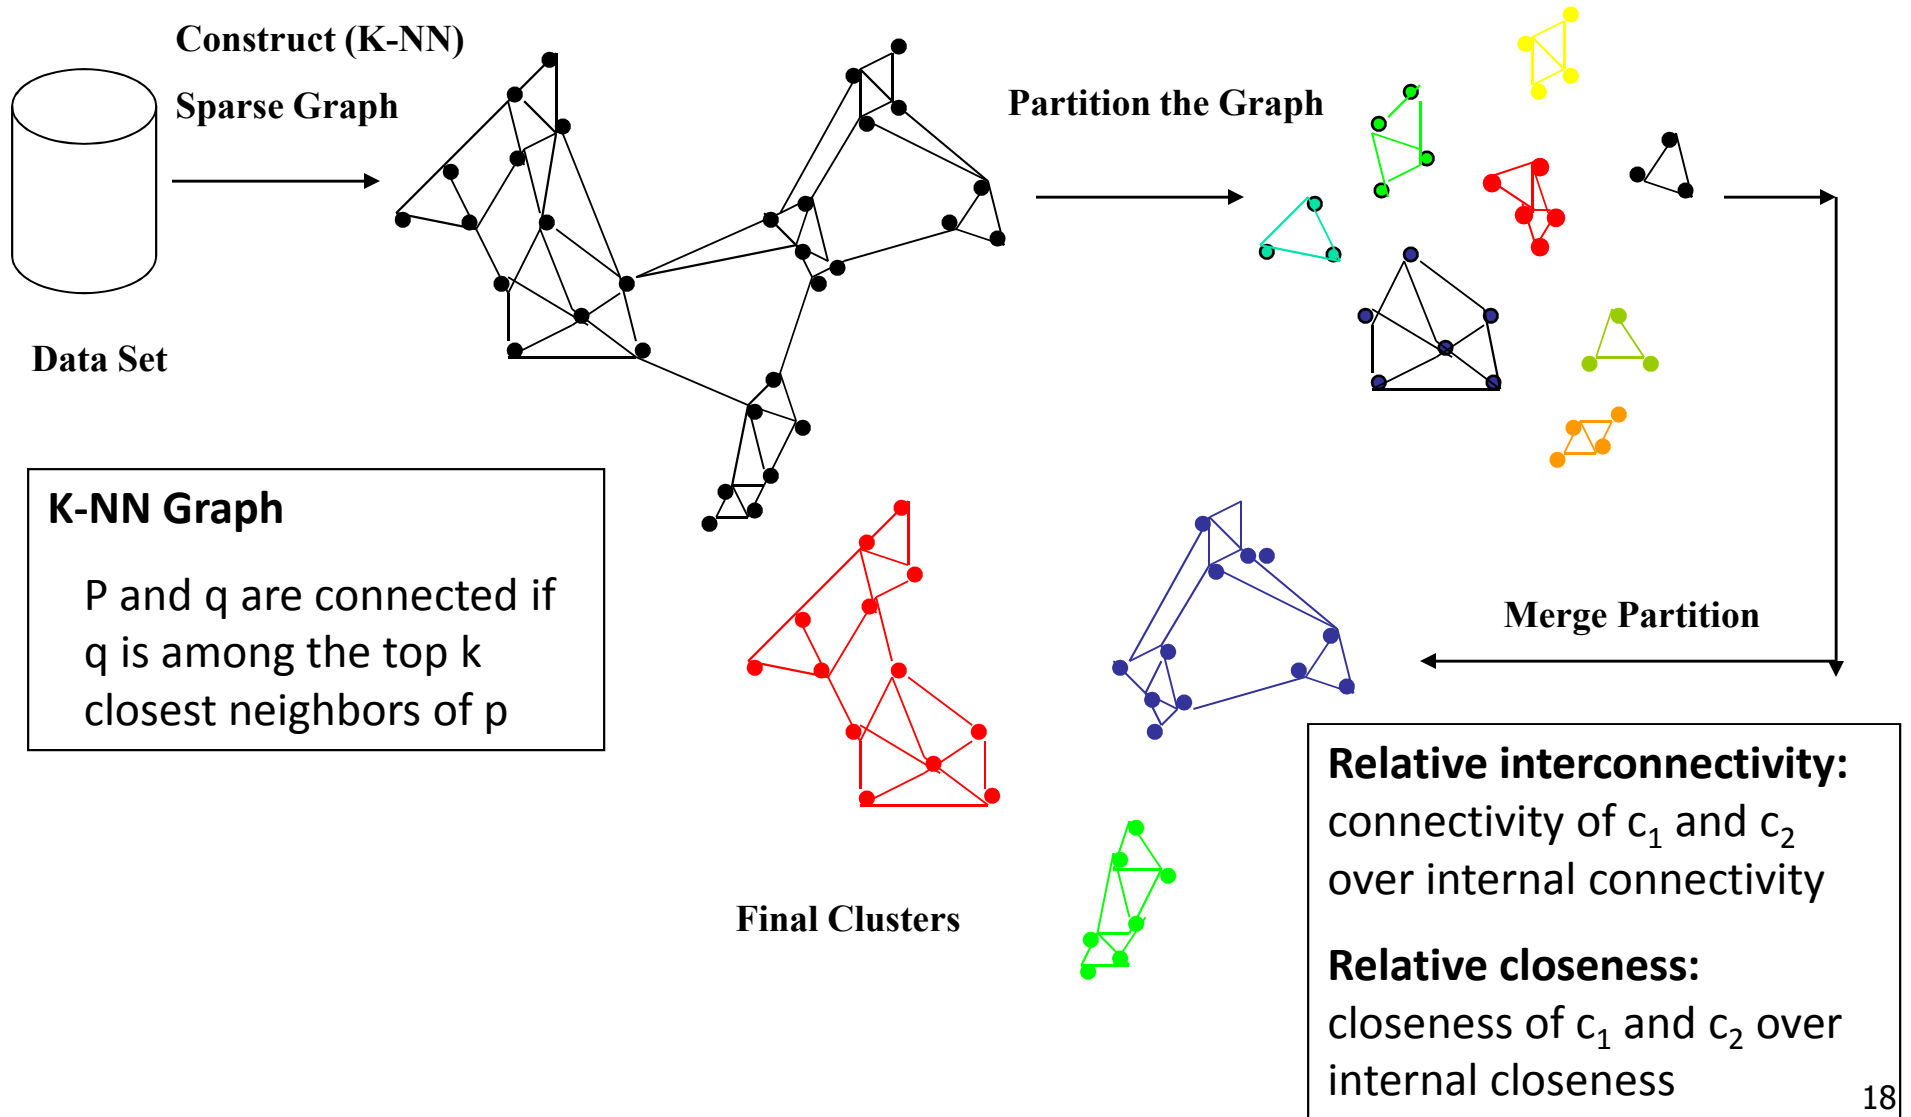 Construct (K-NN)
Sparse Graph
Partition the Graph
Data Set
K-NN Graph
P and q are connected if
q is among the top k
closest neighbors of p
Merge Partition
Final Clusters
Relative interconnectivity:
connectivity of c₁ and c₂
over internal connectivity
Relative closeness:
closeness of c₁ and c₂ over
internal closeness
18